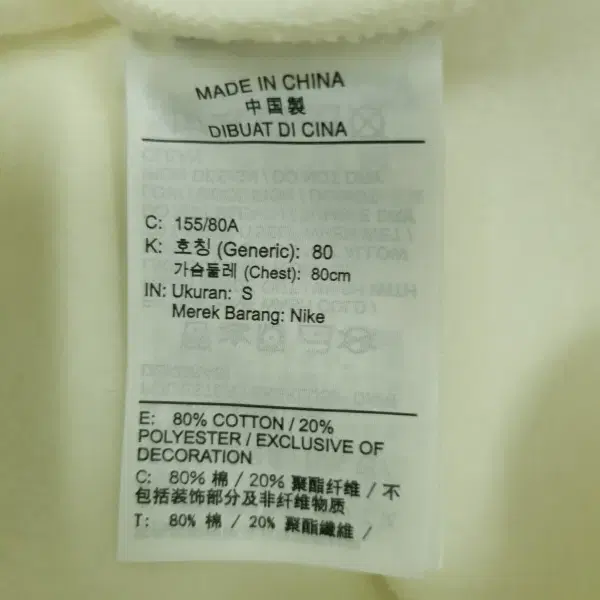 MADE IN CHINA
中国製
DIBUAT DI CINA
C: 155/80A
K: 호칭 (Generic): 80
가슴둘레 (Chest): 80cm
IN: Ukuran: S
Merek Barang: Nike
E: 80% COTTON / 20%
POLYESTER / EXCLUSIVE OF
DECORATION
C: 80% 棉 / 20% 聚酯纤维 / 不
包括装饰部分及非纤维物质
T: 80% 棉 / 20% 聚酯纖維 /